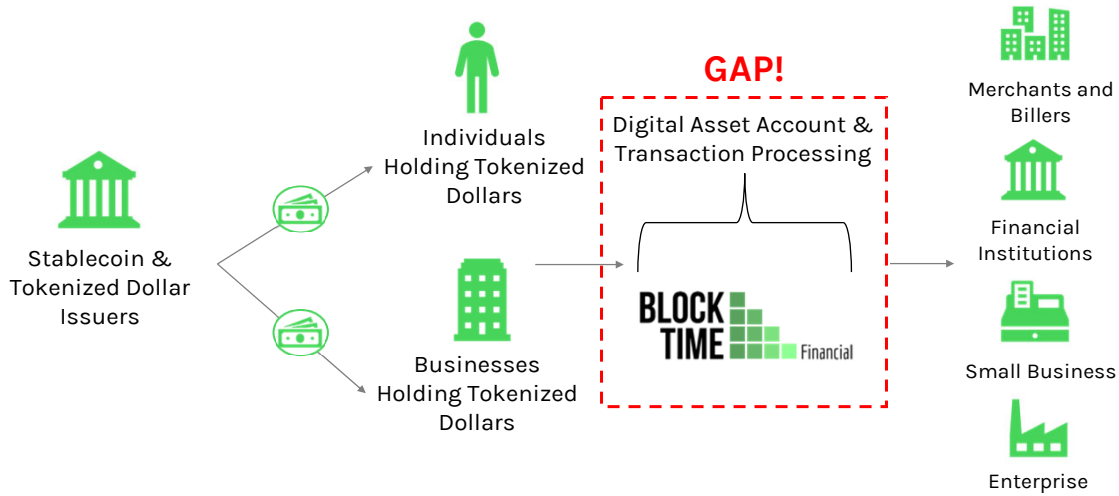 Stablecoin &
Tokenized Dollar
Issuers
Individuals
Holding Tokenized
Dollars
Businesses
Holding Tokenized
Dollars
GAP!
Digital Asset Account &
Transaction Processing
BLOCK
TIME
Financial
Merchants and
Billers
Financial
Institutions
Small Business
Enterprise